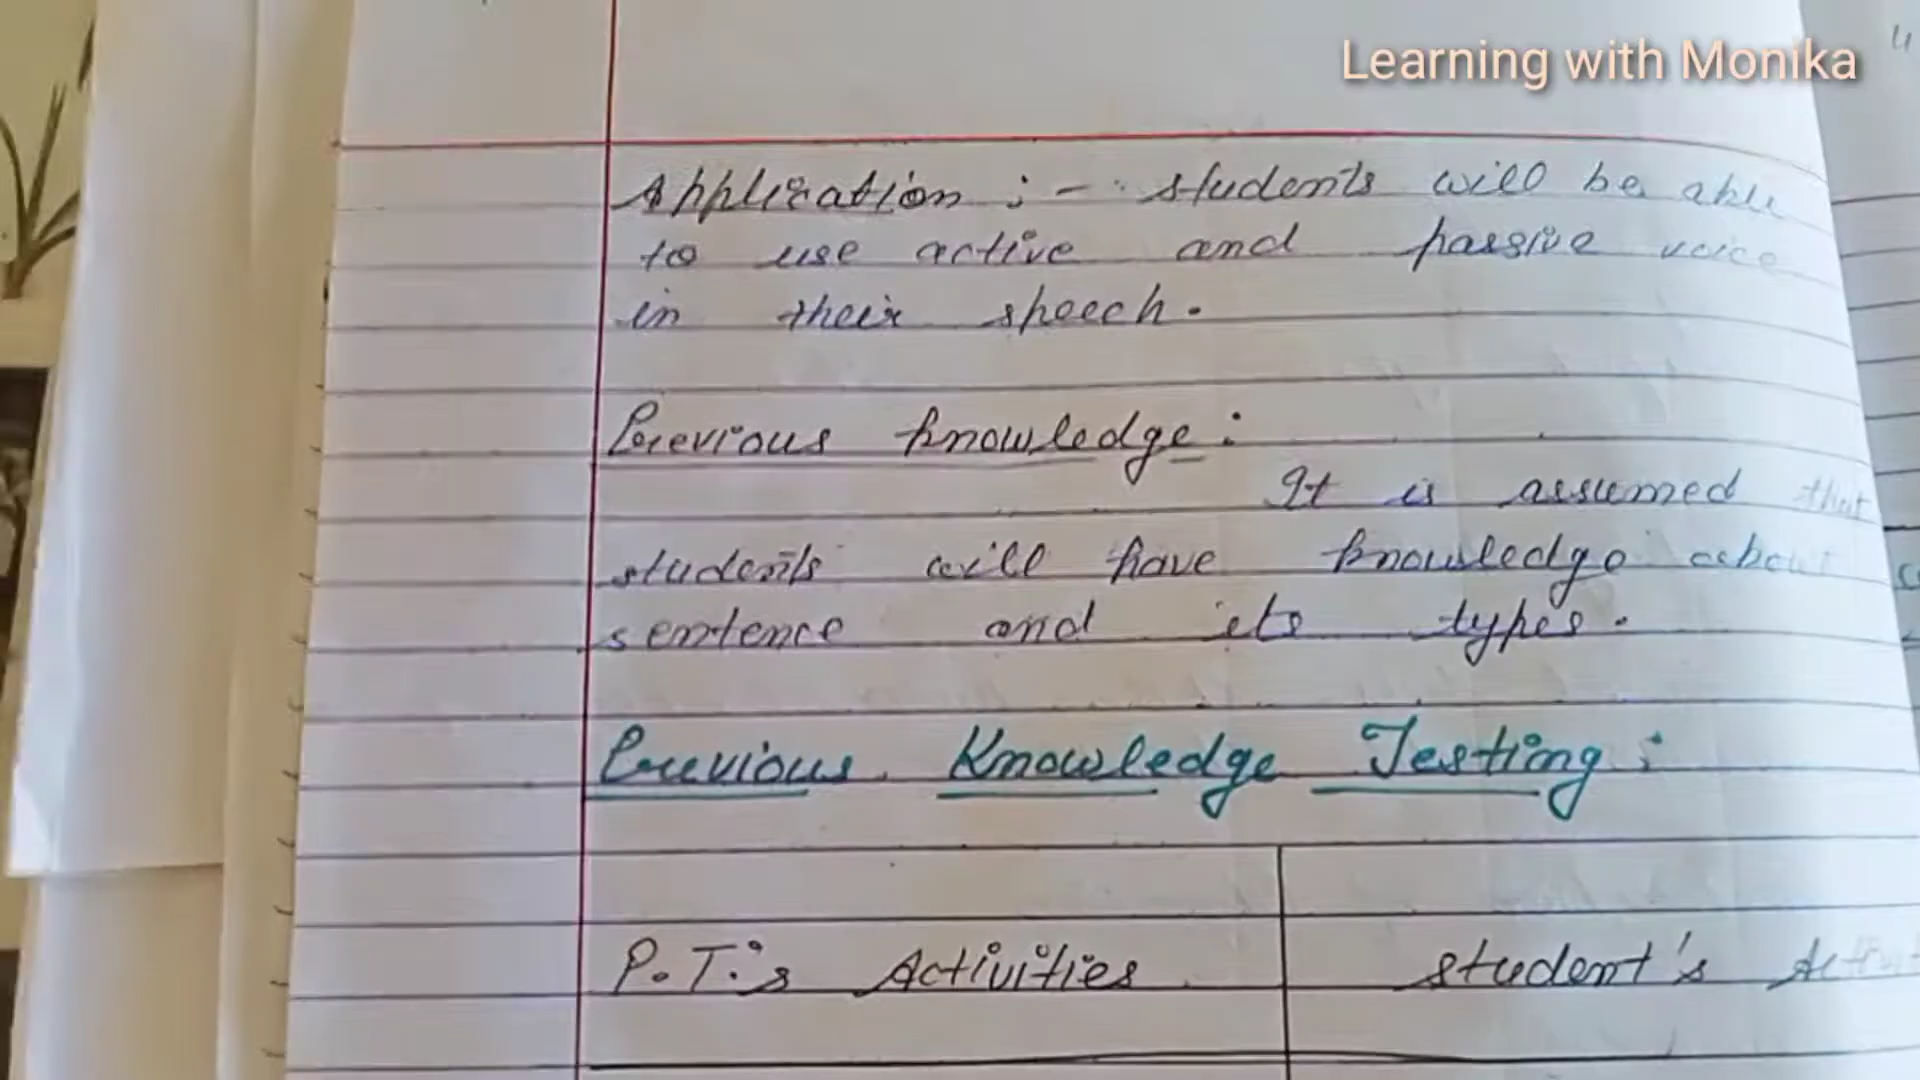 Learning with Monika
Application :- students will be able
to use active and passive voice
in their speech.
Previous knowledge :
It is assumed that
students will have knowledge about
sentence and its types.
Previous Knowledge Testing :
P.T.'s Activities
student's